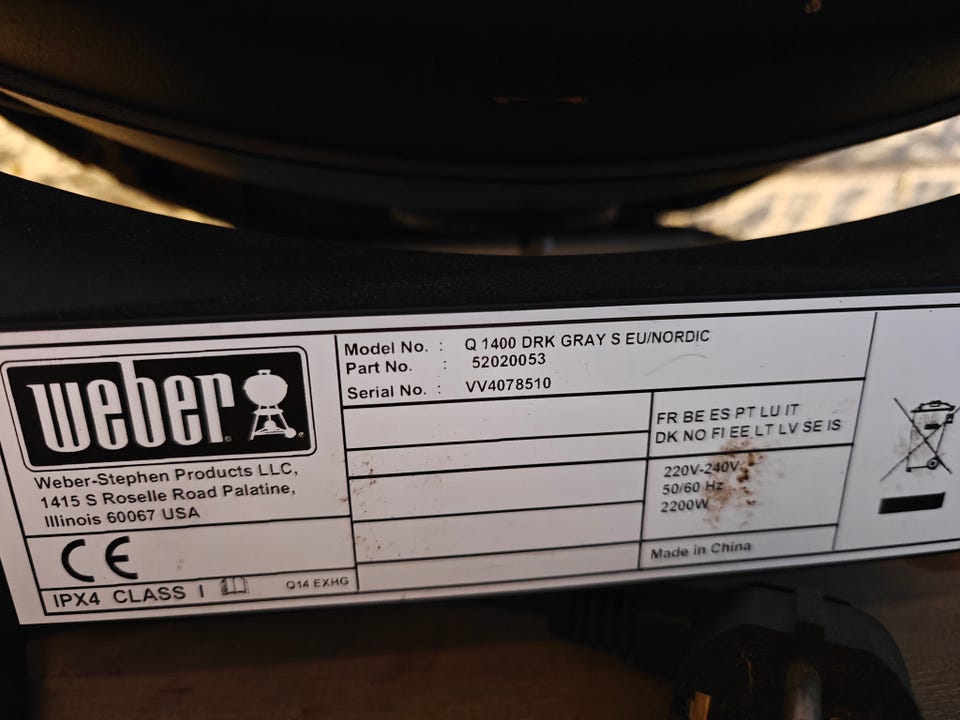 weber
Weber-Stephen Products LLC,
1415 S Roselle Road Palatine,
Illinois 60067 USA
CE
IPX4 CLASS I Q14 EXHG
Model No. : Q 1400 DRK GRAY S EU/NORDIC
Part No. : 52020053
Serial No. : VV4078510
FR BE ES PT LU IT
DK NO FI EE LT LV SE IS
220V-240V
50/60 Hz
2200W
Made in China